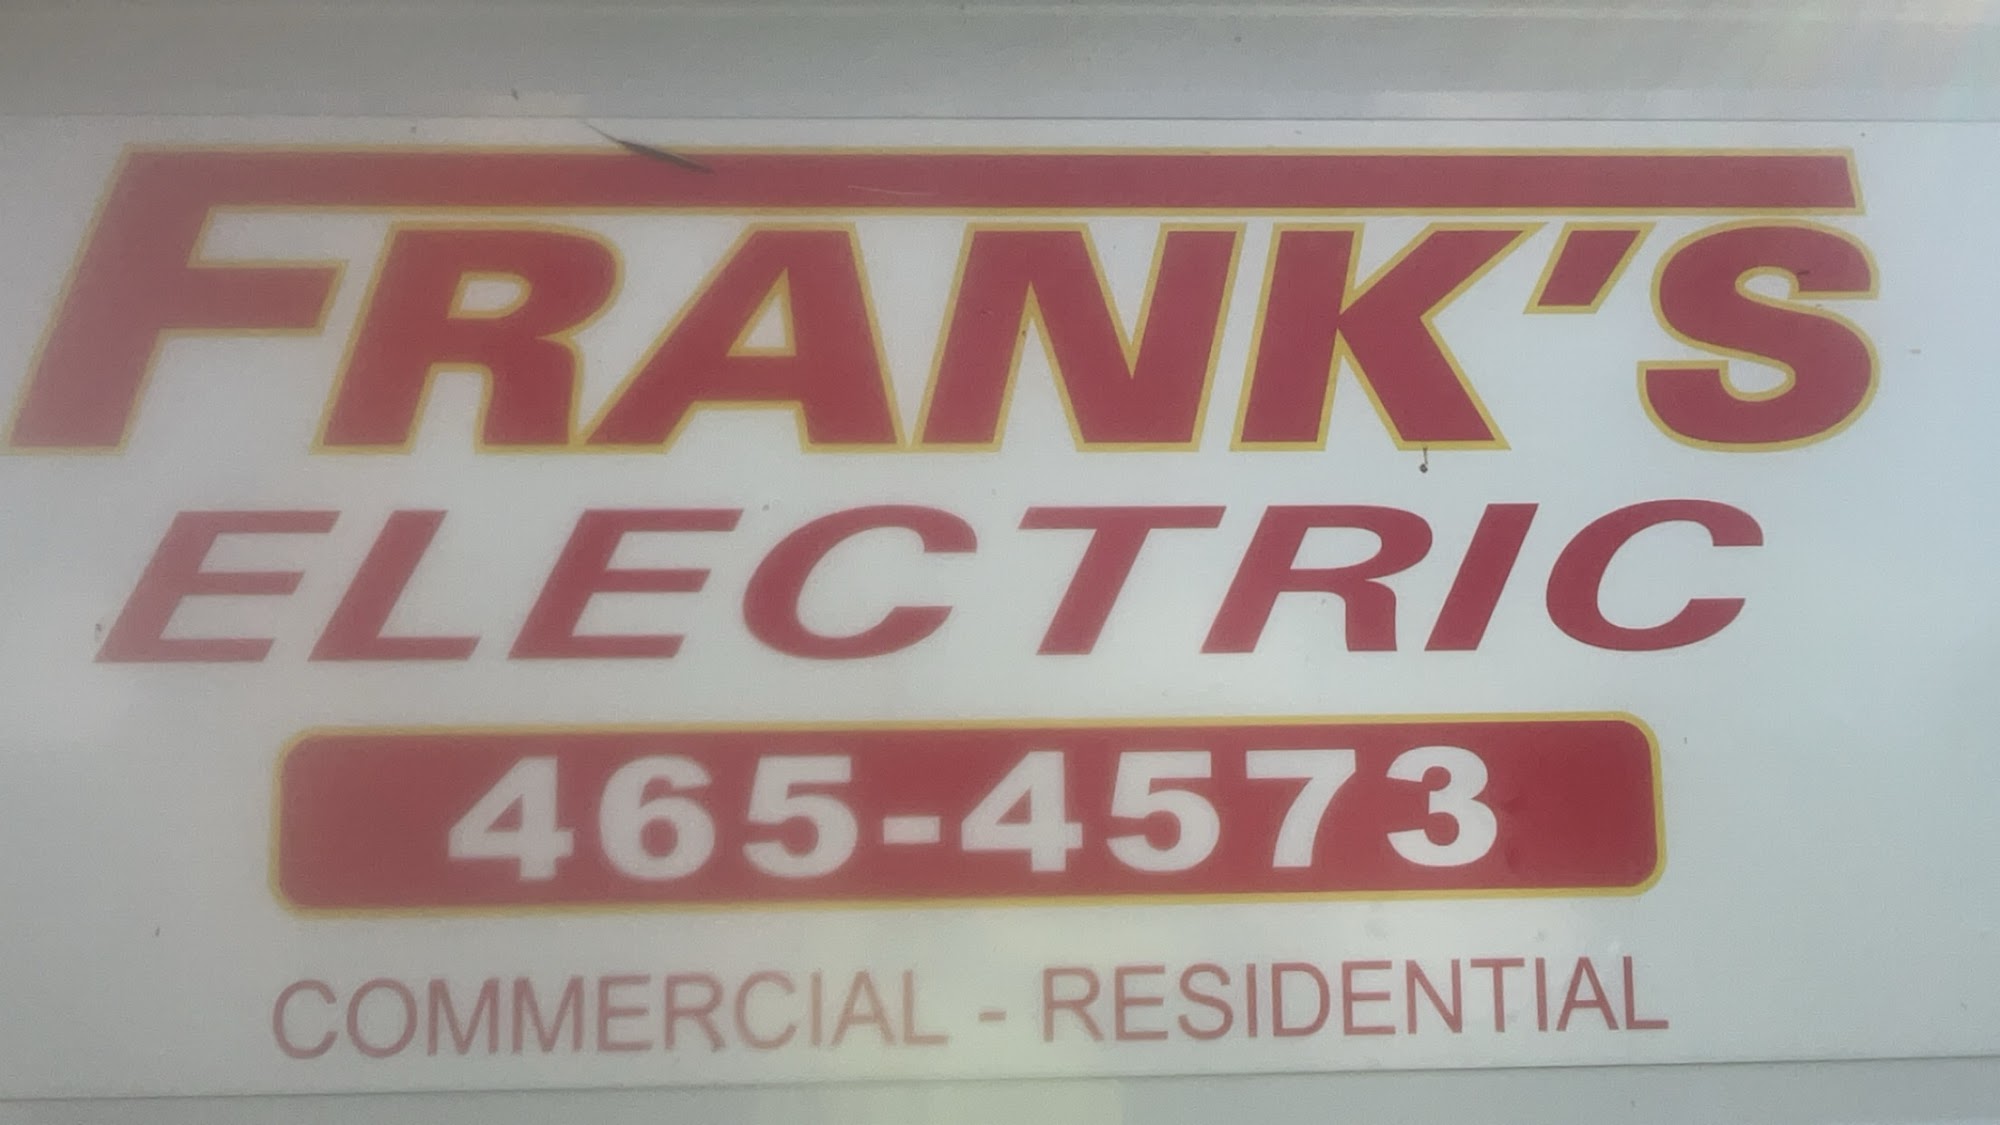 FRANK'S
ELECTRIC
465-4573
COMMERCIAL - RESIDENTIAL